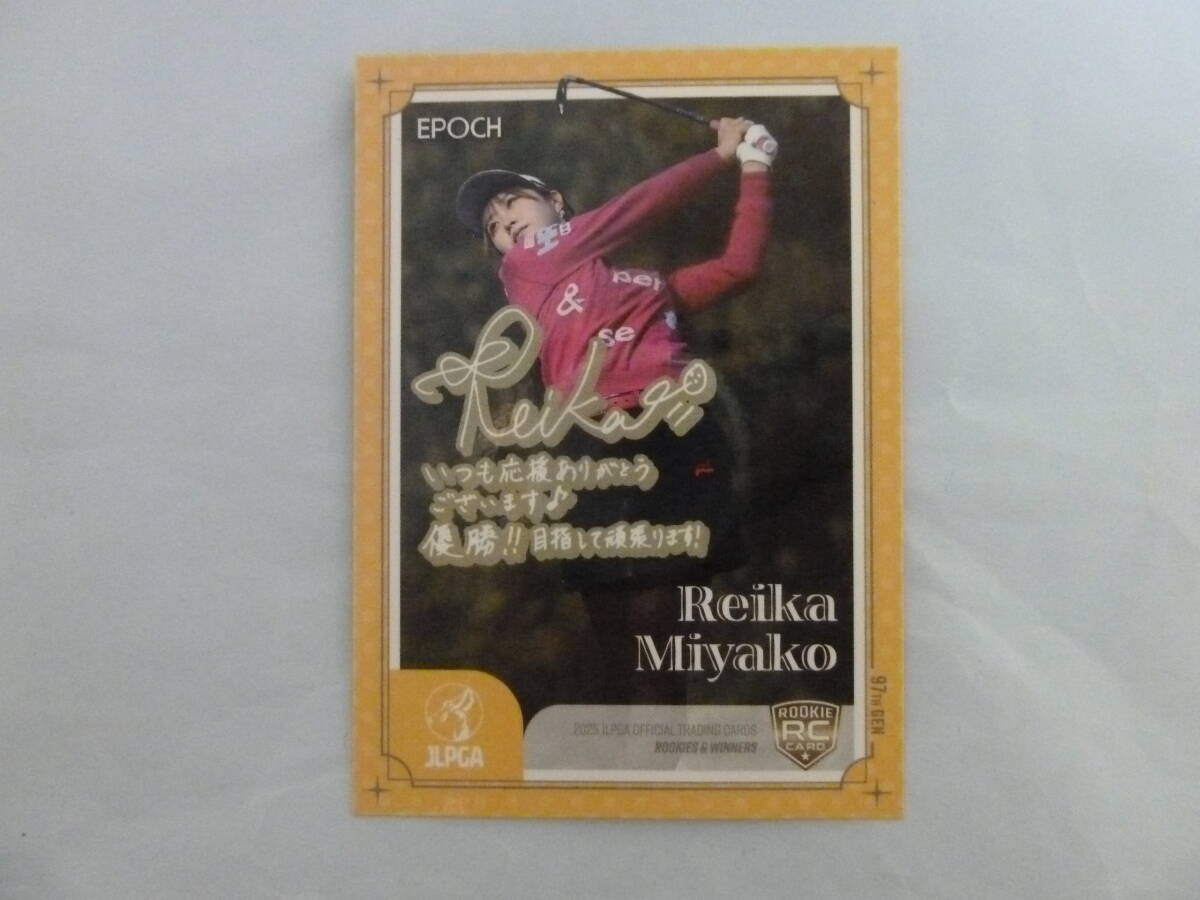 EPOCH
per
&
se
Reika
いつも応援ありがとう
ございます♪
優勝!! 目指して頑張ります!
Reika
Miyako
97TH GEN
JLPGA
2025 JLPGA OFFICIAL TRADING CARDS
ROOKIES & WINNERS
ROOKIE
RC
CARD